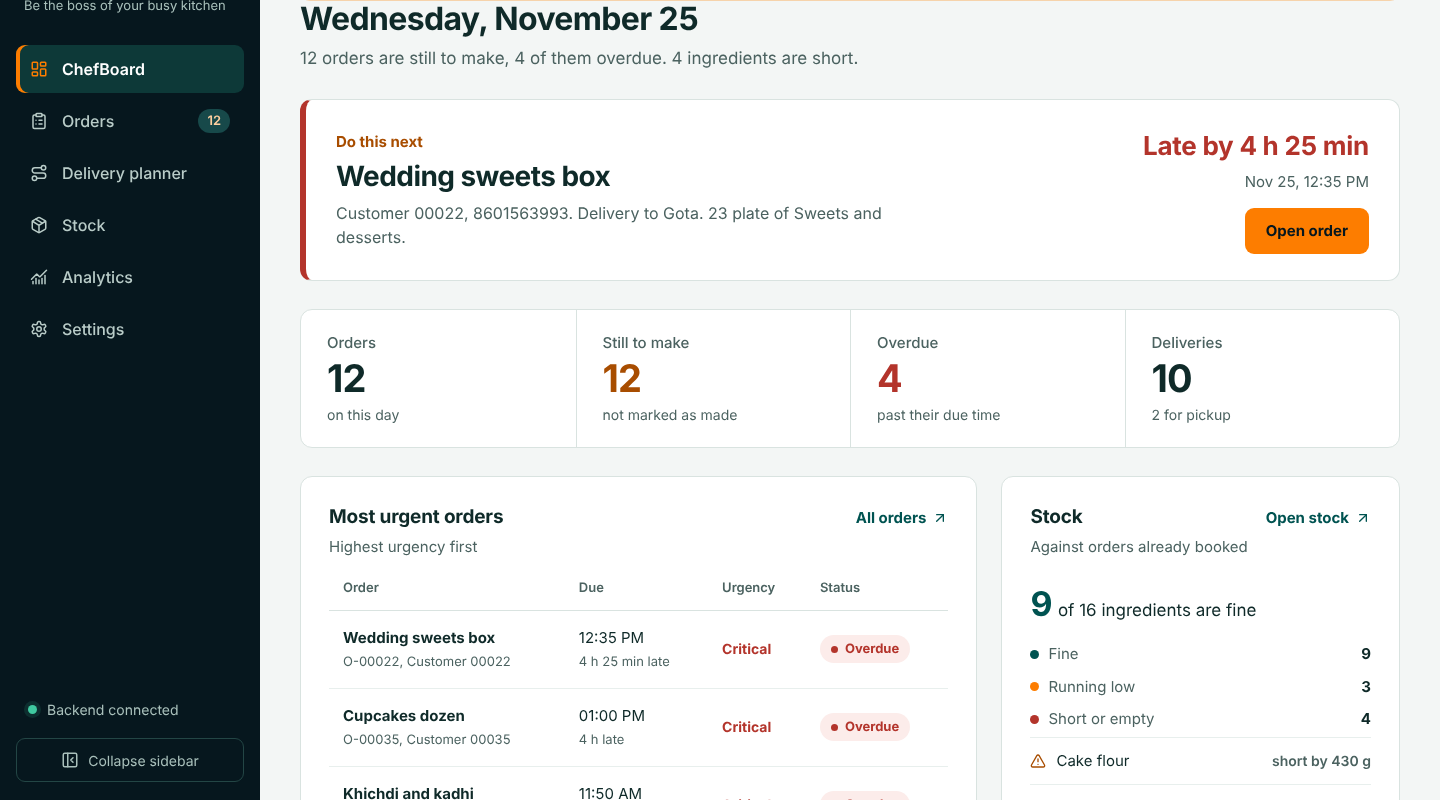 Be the boss of your busy kitchen
ChefBoard
Orders 12
Delivery planner
Stock
Analytics
Settings
Backend connected
Collapse sidebar
Wednesday, November 25
12 orders are still to make, 4 of them overdue. 4 ingredients are short.
Do this next
Wedding sweets box
Customer 00022, 8601563993. Delivery to Gota. 23 plate of Sweets and
desserts.
Late by 4 h 25 min
Nov 25, 12:35 PM
Open order
Orders
12
on this day
Still to make
12
not marked as made
Overdue
4
past their due time
Deliveries
10
2 for pickup
Most urgent orders
All orders
Highest urgency first
Order Due Urgency Status
Wedding sweets box 12:35 PM Critical Overdue
O-00022, Customer 00022 4 h 25 min late
Cupcakes dozen 01:00 PM Critical Overdue
O-00035, Customer 00035 4 h late
Khichdi and kadhi 11:50 AM
Stock
Open stock
Against orders already booked
9 of 16 ingredients are fine
Fine 9
Running low 3
Short or empty 4
Cake flour short by 430 g